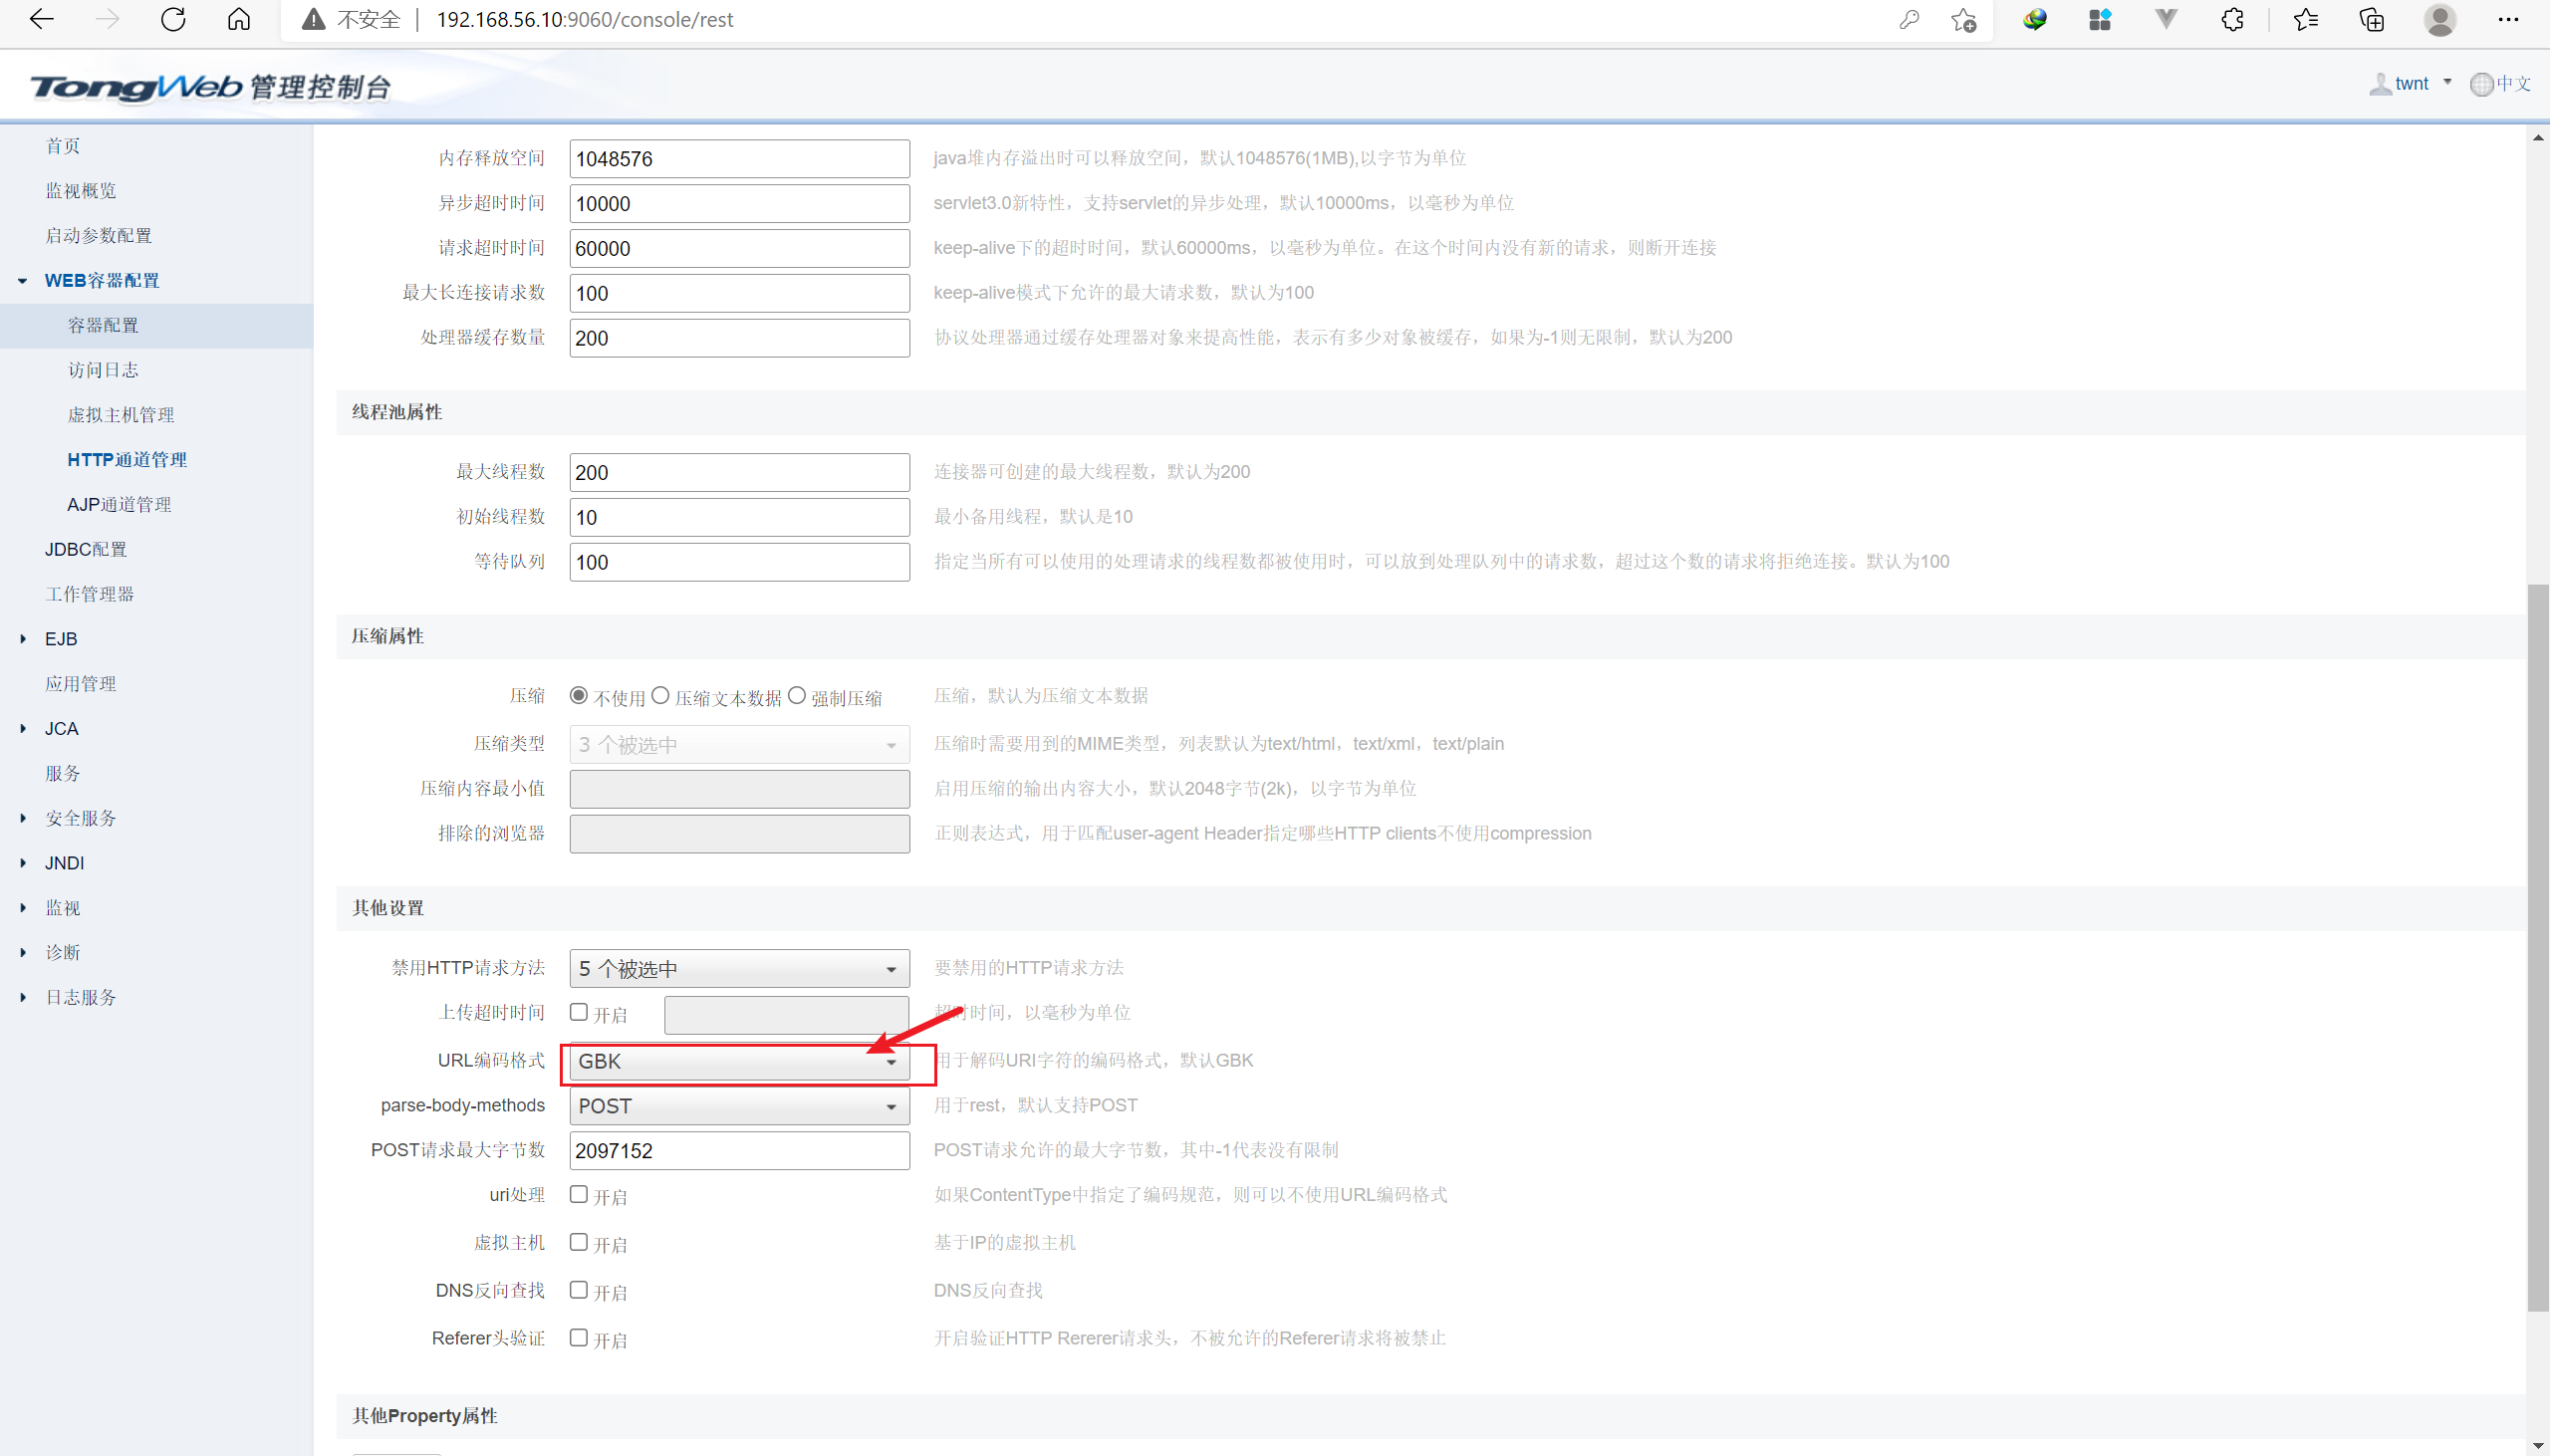 不安全 192.168.56.10:9060/console/rest
TongWeb 管理控制台
twnt 中文
首页
监视概览
启动参数配置
WEB容器配置
容器配置
访问日志
虚拟主机管理
HTTP通道管理
AJP通道管理
JDBC配置
工作管理器
EJB
应用管理
JCA
服务
安全服务
JNDI
监视
诊断
日志服务
内存释放空间 1048576 java堆内存溢出时可以释放空间，默认1048576(1MB),以字节为单位
异步超时时间 10000 servlet3.0新特性，支持servlet的异步处理，默认10000ms，以毫秒为单位
请求超时时间 60000 keep-alive下的超时时间，默认60000ms，以毫秒为单位。在这个时间内没有新的请求，则断开连接
最大长连接请求数 100 keep-alive模式下允许的最大请求数，默认为100
处理器缓存数量 200 协议处理器通过缓存处理器对象来提高性能，表示有多少对象被缓存，如果为-1则无限制，默认为200
线程池属性
最大线程数 200 连接器可创建的最大线程数，默认为200
初始线程数 10 最小备用线程，默认是10
等待队列 100 指定当所有可以使用的处理请求的线程数都被使用时，可以放到处理队列中的请求数，超过这个数的请求将拒绝连接。默认为100
压缩属性
压缩 不使用 压缩文本数据 强制压缩 压缩，默认为压缩文本数据
压缩类型 3 个被选中 压缩时需要用到的MIME类型，列表默认为text/html，text/xml，text/plain
压缩内容最小值 启用压缩的输出内容大小，默认2048字节(2k)，以字节为单位
排除的浏览器 正则表达式，用于匹配user-agent Header指定哪些HTTP clients不使用compression
其他设置
禁用HTTP请求方法 5 个被选中 要禁用的HTTP请求方法
上传超时时间 开启 超时时间，以毫秒为单位
URL编码格式 GBK 用于解码URI字符的编码格式，默认GBK
parse-body-methods POST 用于rest，默认支持POST
POST请求最大字节数 2097152 POST请求允许的最大字节数，其中-1代表没有限制
uri处理 开启 如果ContentType中指定了编码规范，则可以不使用URL编码格式
虚拟主机 开启 基于IP的虚拟主机
DNS反向查找 开启 DNS反向查找
Referer头验证 开启 开启验证HTTP Rererer请求头，不被允许的Referer请求将被禁止
其他Property属性